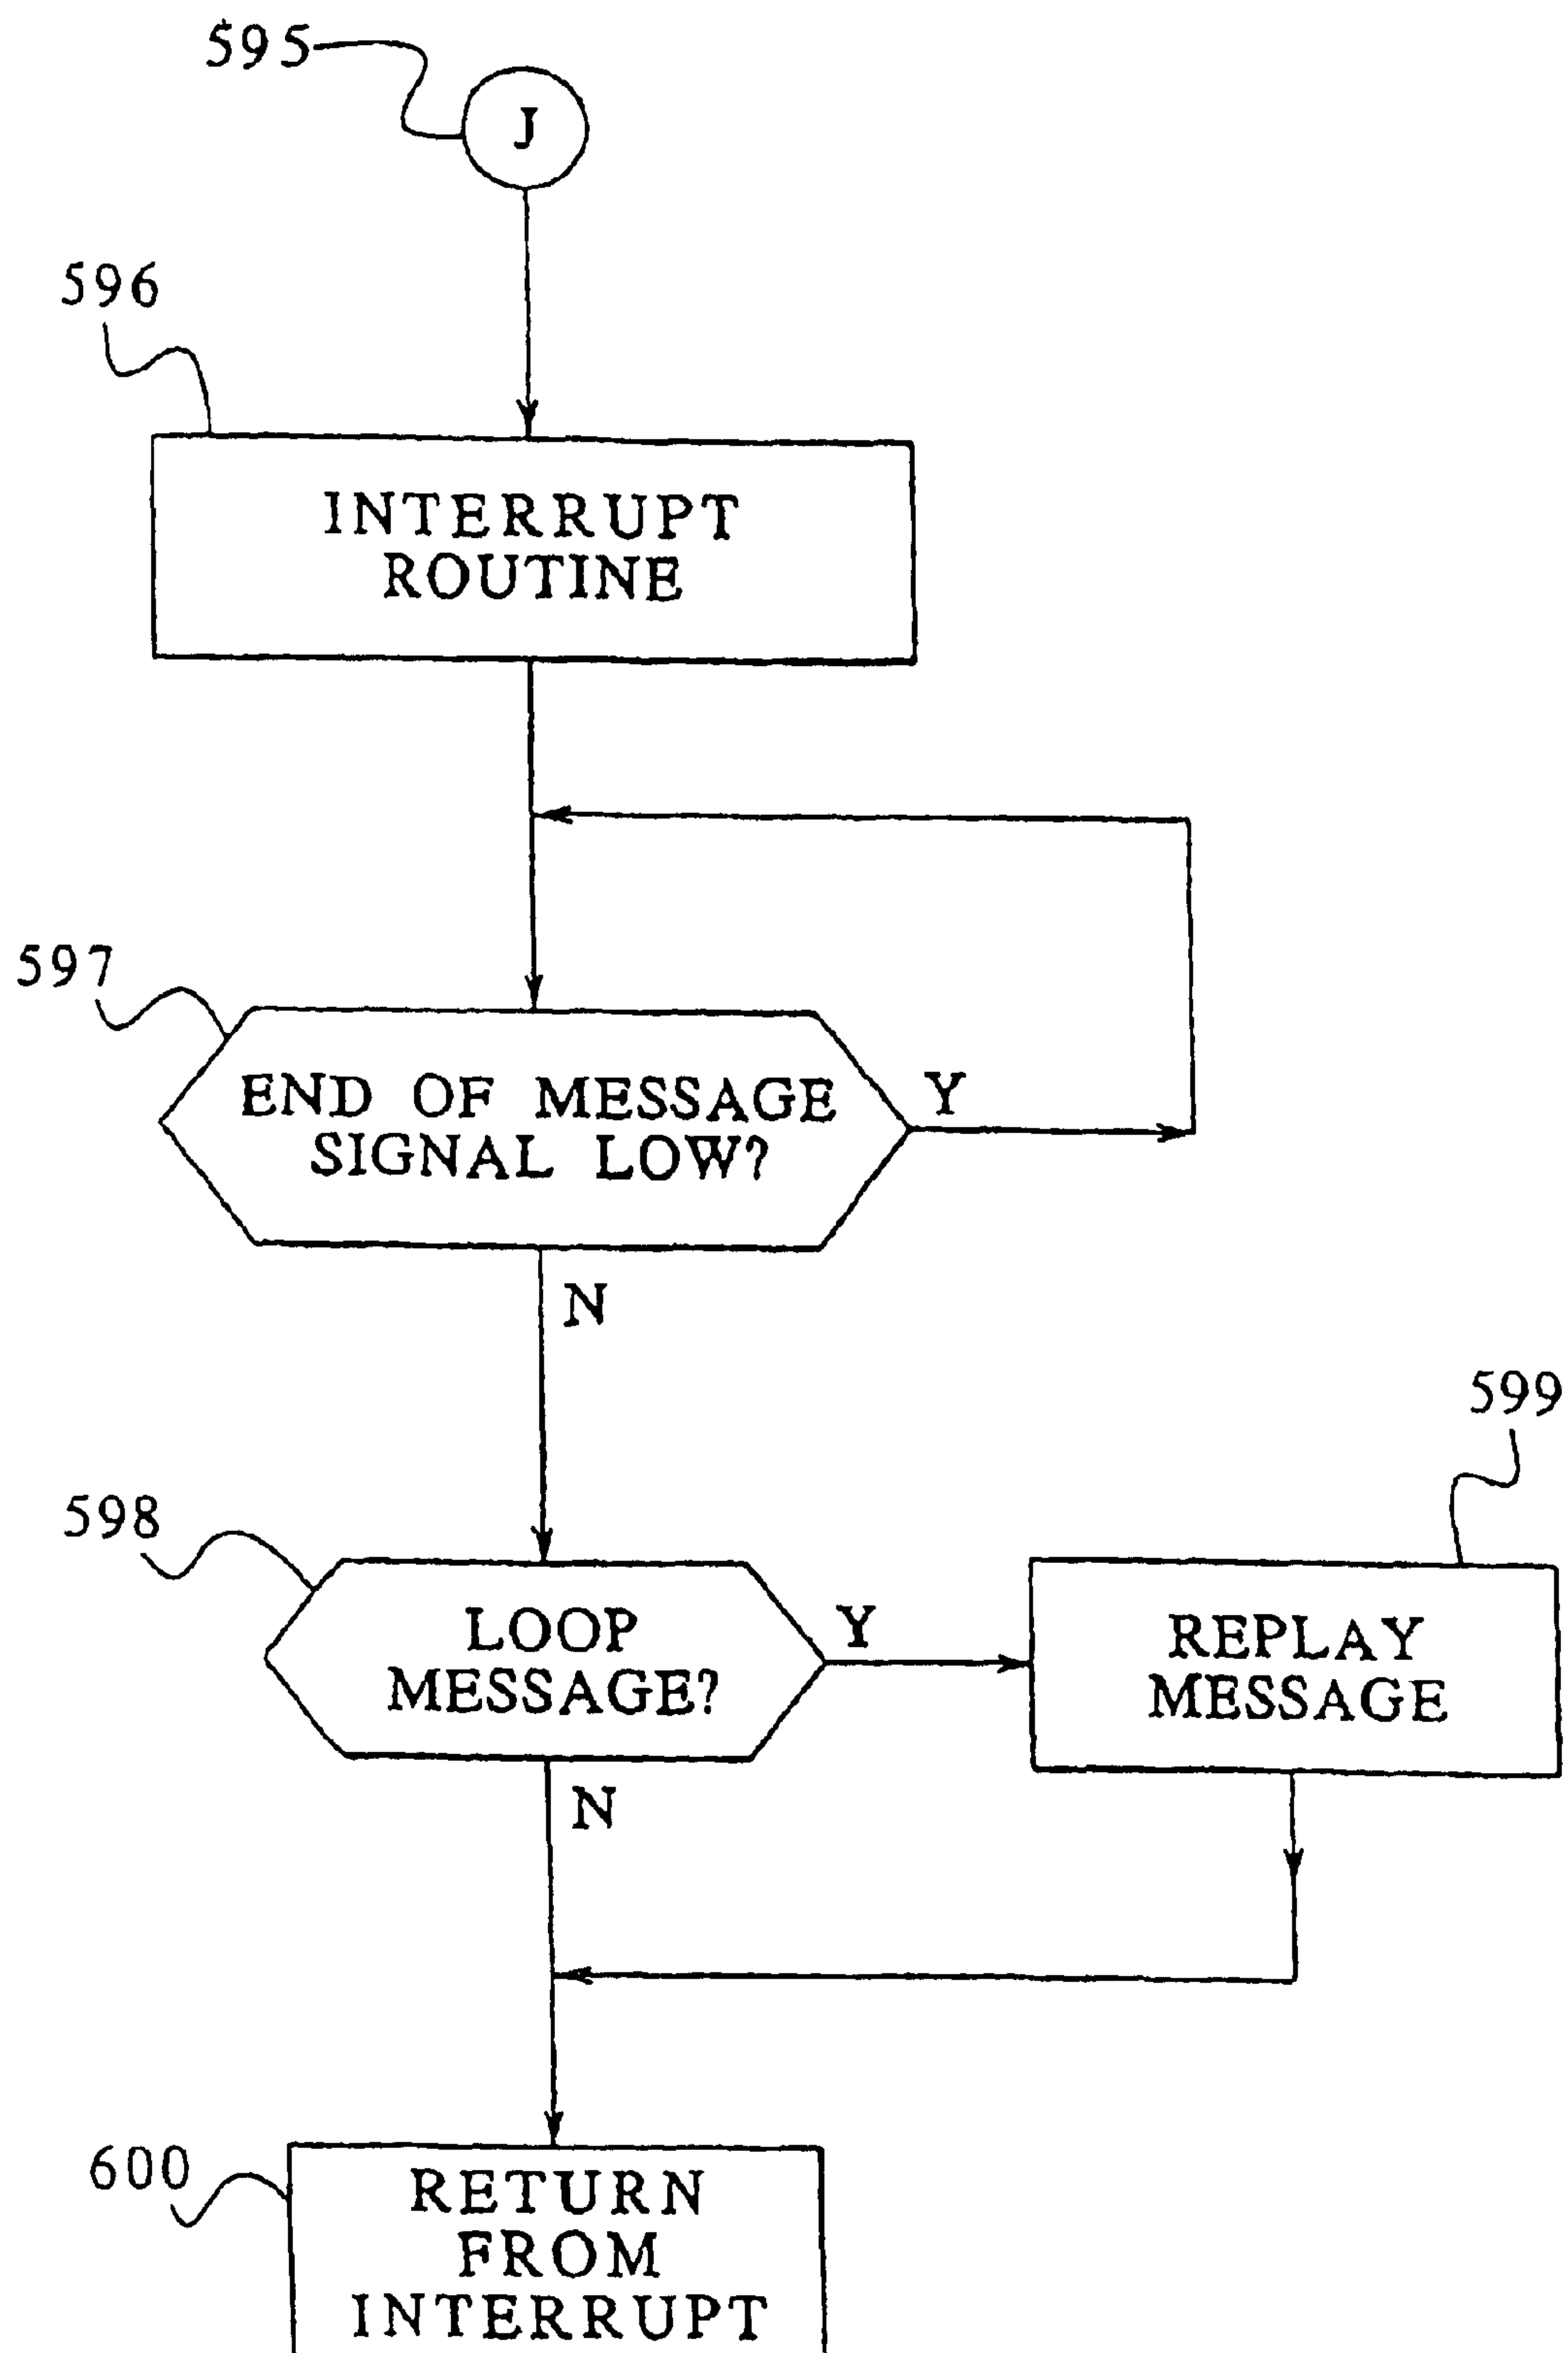 595
J
596
INTERRUPT
ROUTINE
597
END OF MESSAGE
SIGNAL LOW?
Y
N
599
598
LOOP
MESSAGE?
Y
REPLAY
MESSAGE
N
600
RETURN
FROM
INTERRUPT